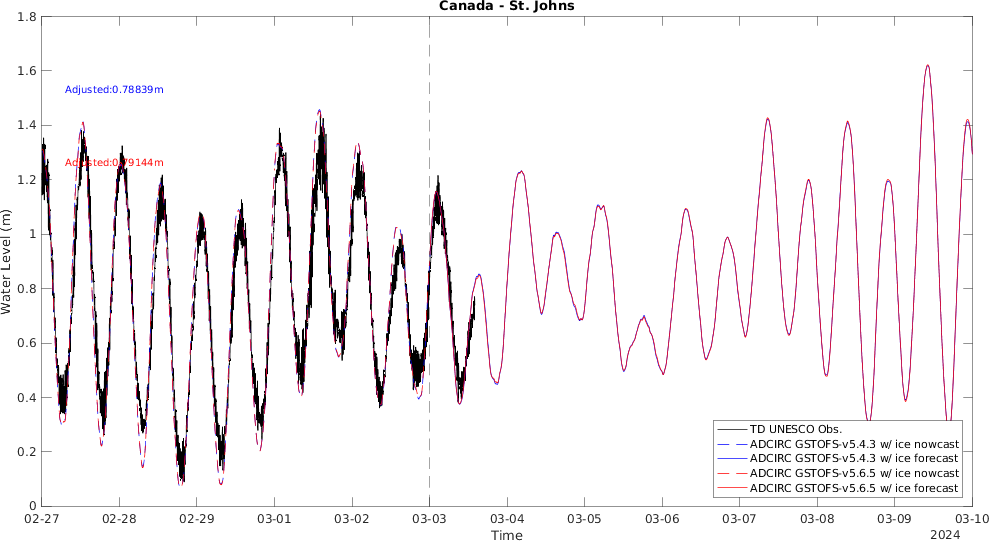 Canada - St. Johns
1.8
1.6
1.4
1.2
1
0.8
0.6
0.4
0.2
0
Water Level (m)
Adjusted:0.78839m
Adjusted:0.79144m
TD UNESCO Obs.
ADCIRC GSTOFS-v5.4.3 w/ ice nowcast
ADCIRC GSTOFS-v5.4.3 w/ ice forecast
ADCIRC GSTOFS-v5.6.5 w/ ice nowcast
ADCIRC GSTOFS-v5.6.5 w/ ice forecast
02-27 02-28 02-29 03-01 03-02 03-03 03-04 03-05 03-06 03-07 03-08 03-09 03-10
Time
2024